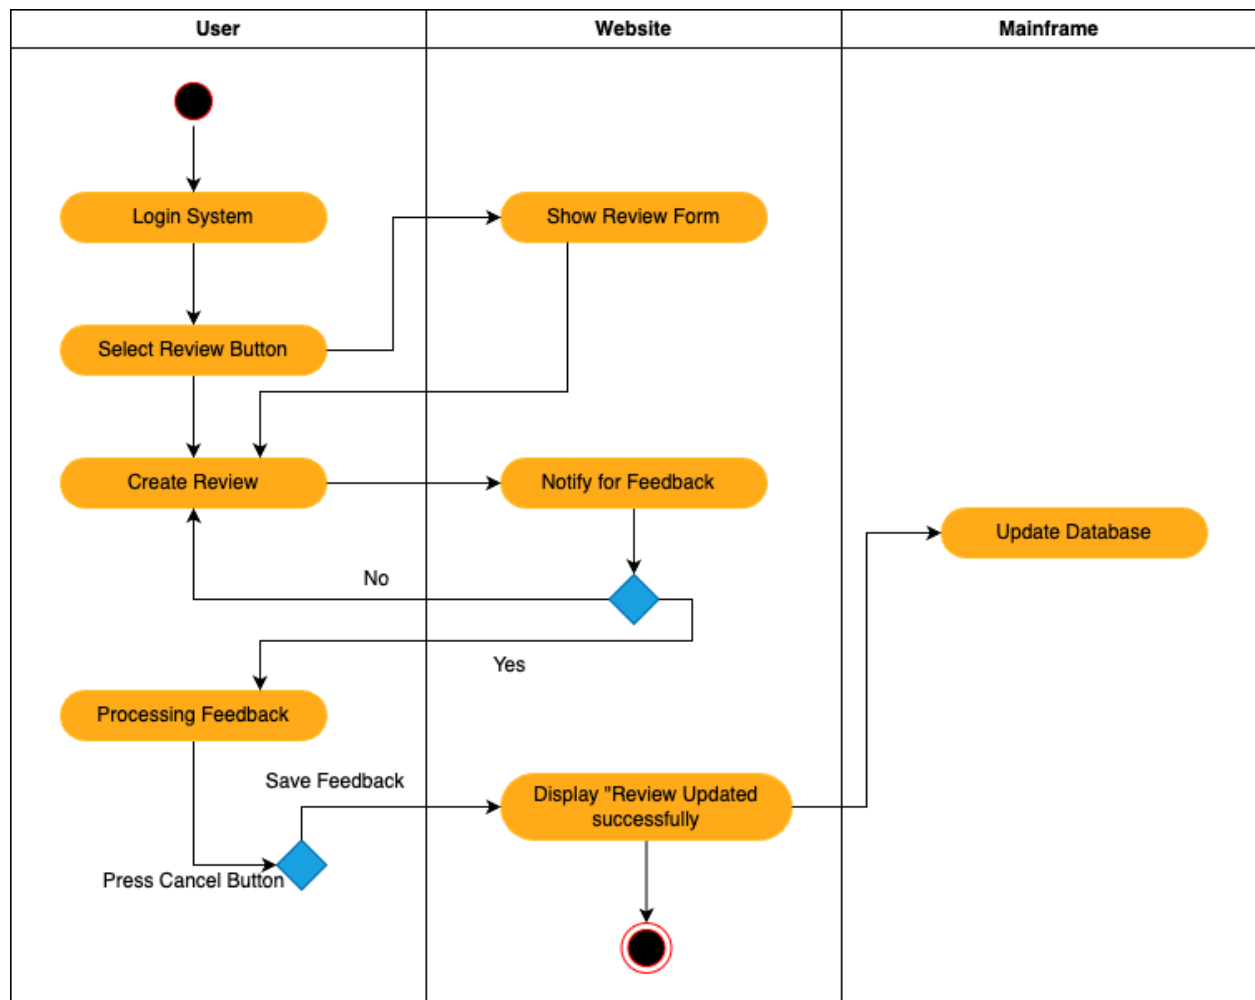 User
Website
Mainframe
Login System
Show Review Form
Select Review Button
Create Review
Notify for Feedback
Update Database
No
Yes
Processing Feedback
Save Feedback
Display "Review Updated
successfully
Press Cancel Button